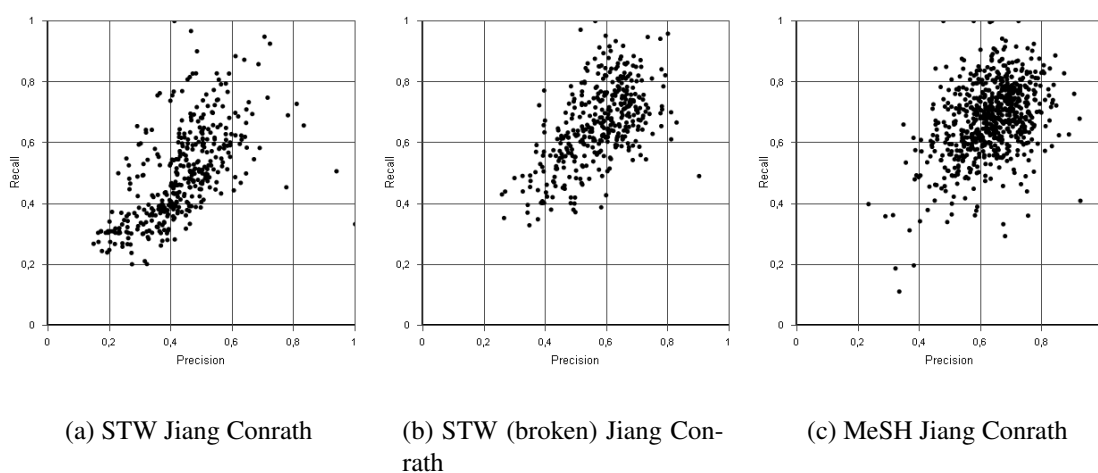 1
0,8
0,6
0,4
0,2
0
Recall
0 0,2 0,4 0,6 0,8 1
Precision
(a) STW Jiang Conrath
1
0,8
0,6
0,4
0,2
0
Recall
0 0,2 0,4 0,6 0,8 1
Precision
(b) STW (broken) Jiang Con-
rath
1
0,8
0,6
0,4
0,2
0
Recall
0 0,2 0,4 0,6 0,8
Precision
(c) MeSH Jiang Conrath